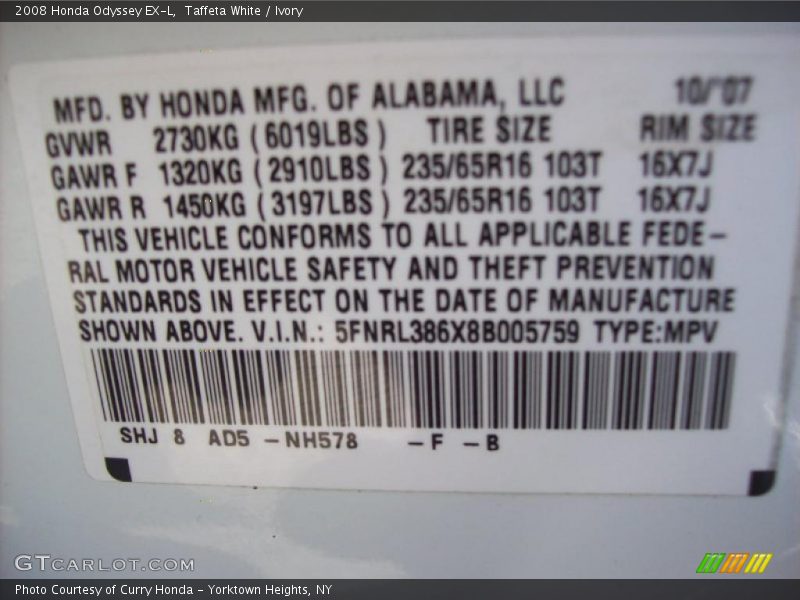 2008 Honda Odyssey EX-L,  Taffeta White / Ivory
MFD. BY HONDA MFG. OF ALABAMA, LLC 10/'07
GVWR 2730KG (6019LBS) TIRE SIZE RIM SIZE
GAWR F 1320KG (2910LBS) 235/65R16 103T 16X7J
GAWR R 1450KG (3197LBS) 235/65R16 103T 16X7J
THIS VEHICLE CONFORMS TO ALL APPLICABLE FEDE-
RAL MOTOR VEHICLE SAFETY AND THEFT PREVENTION
STANDARDS IN EFFECT ON THE DATE OF MANUFACTURE
SHOWN ABOVE. V.I.N.: 5FNRL386X8B005759 TYPE:MPV
SHJ 8 AD5 -NH578 -F -B
GTCARLOT.COM
Photo Courtesy of Curry Honda - Yorktown Heights, NY